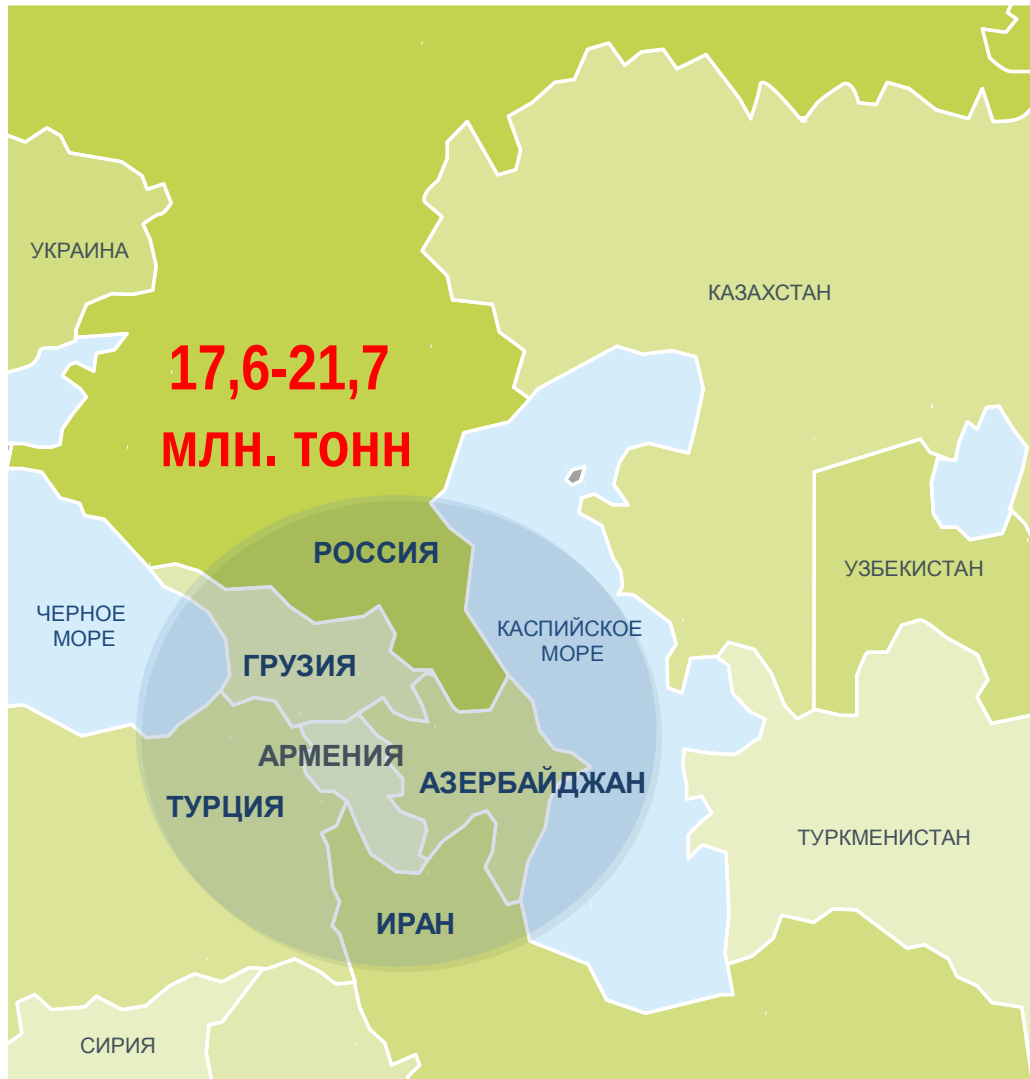 УКРАИНА
КАЗАХСТАН
17,6-21,7
МЛН. ТОНН
РОССИЯ
УЗБЕКИСТАН
ЧЕРНОЕ
МОРЕ
КАСПИЙСКОЕ
МОРЕ
ГРУЗИЯ
АРМЕНИЯ
АЗЕРБАЙДЖАН
ТУРЦИЯ
ТУРКМЕНИСТАН
ИРАН
СИРИЯ